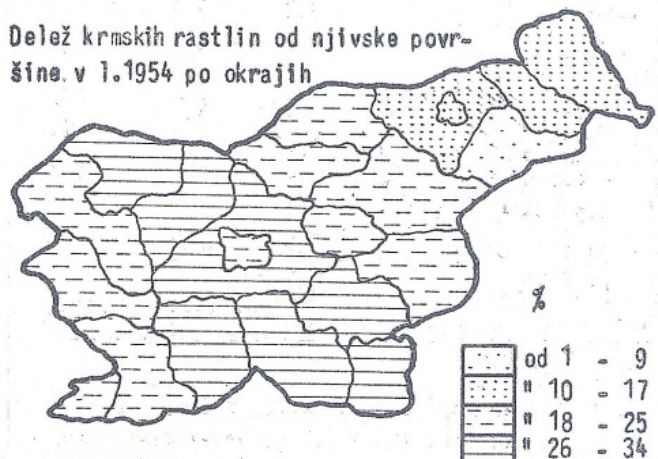 Delež krmskih rastlin od njivske povr-
šine v l.1954 po okrajih
%
od 1 - 9
" 10 - 17
" 18 - 25
" 26 - 34